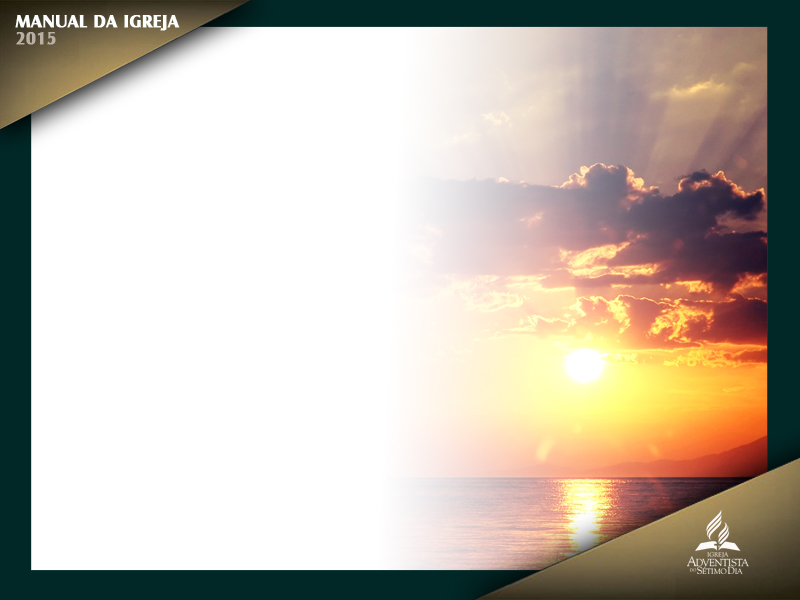 MANUAL DA IGREJA
2015
IGREJA
ADVENTISTA
DO SÉTIMO DIA